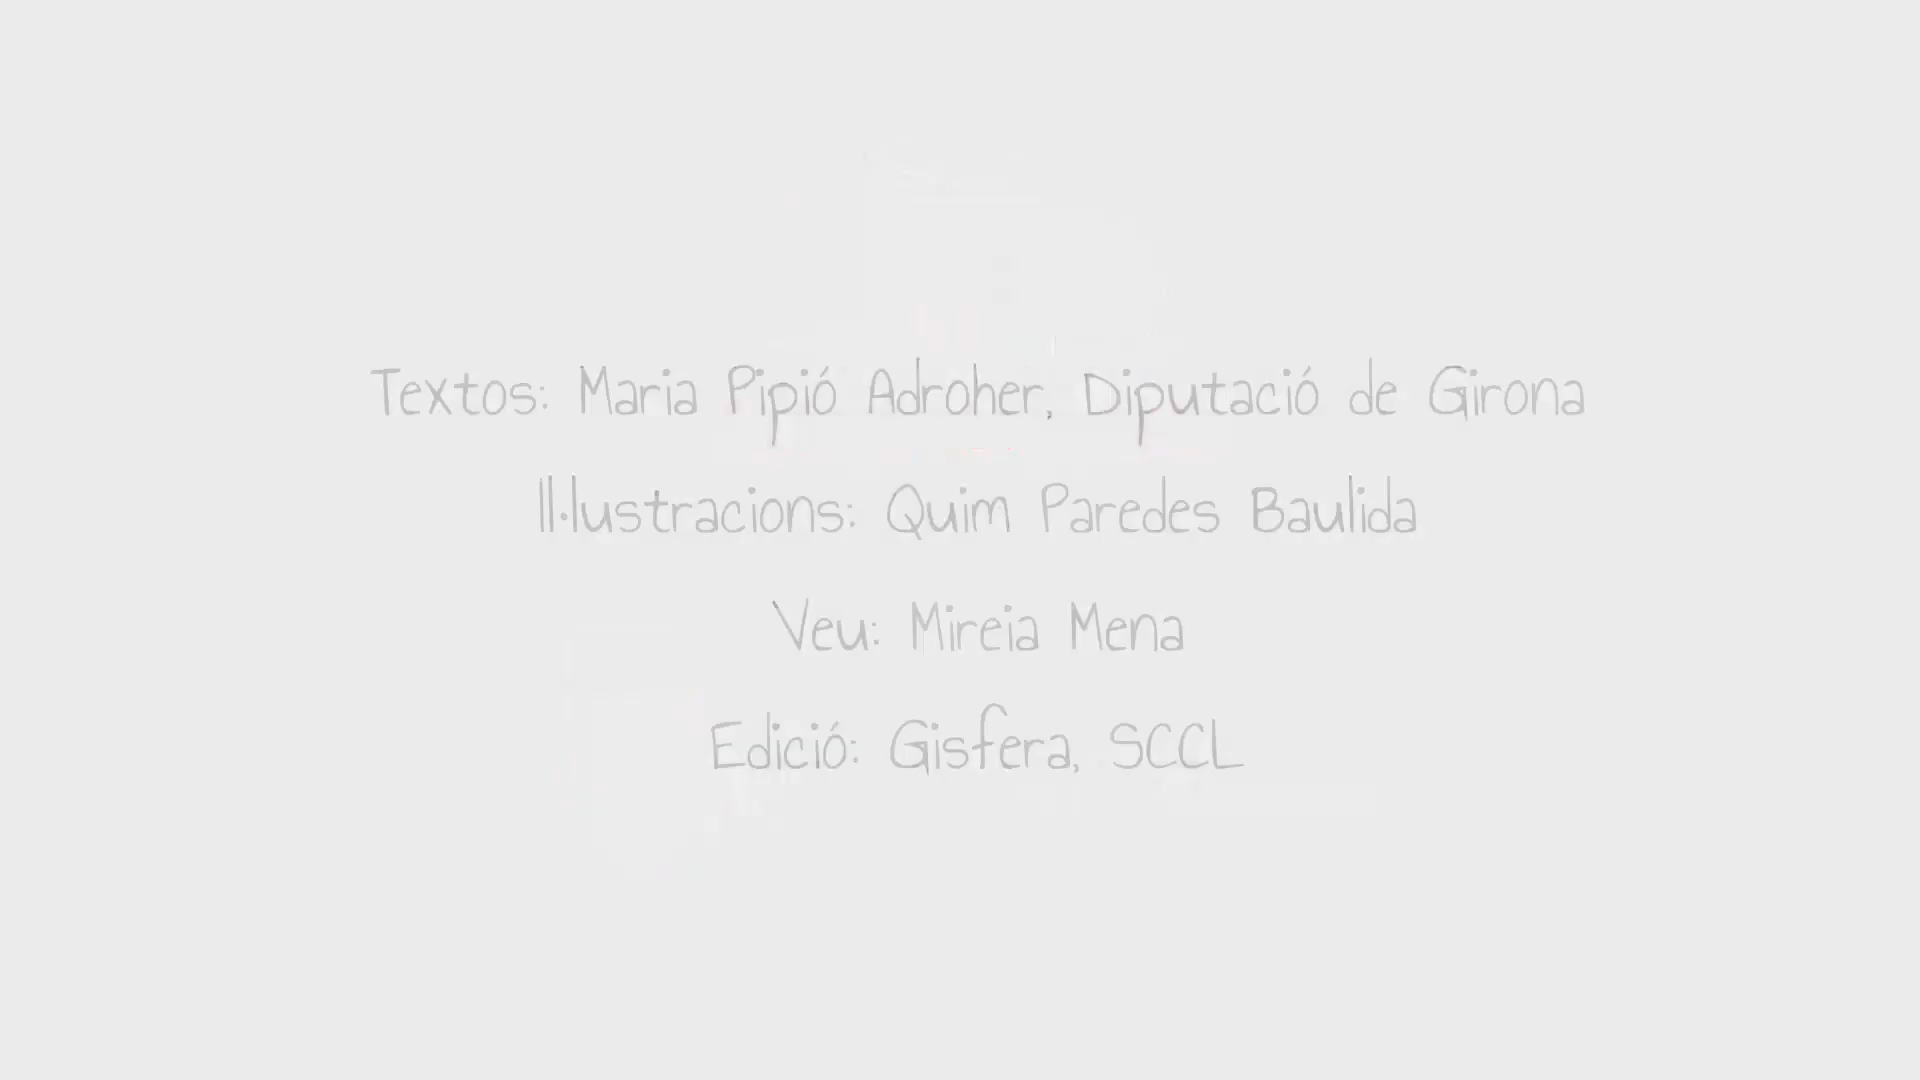 Textos: Maria Pipió Adroher, Diputació de Girona
Il·lustracions: Quim Paredes Baulida
Veu: Mireia Mena
Edició: Gisfera, SCCL